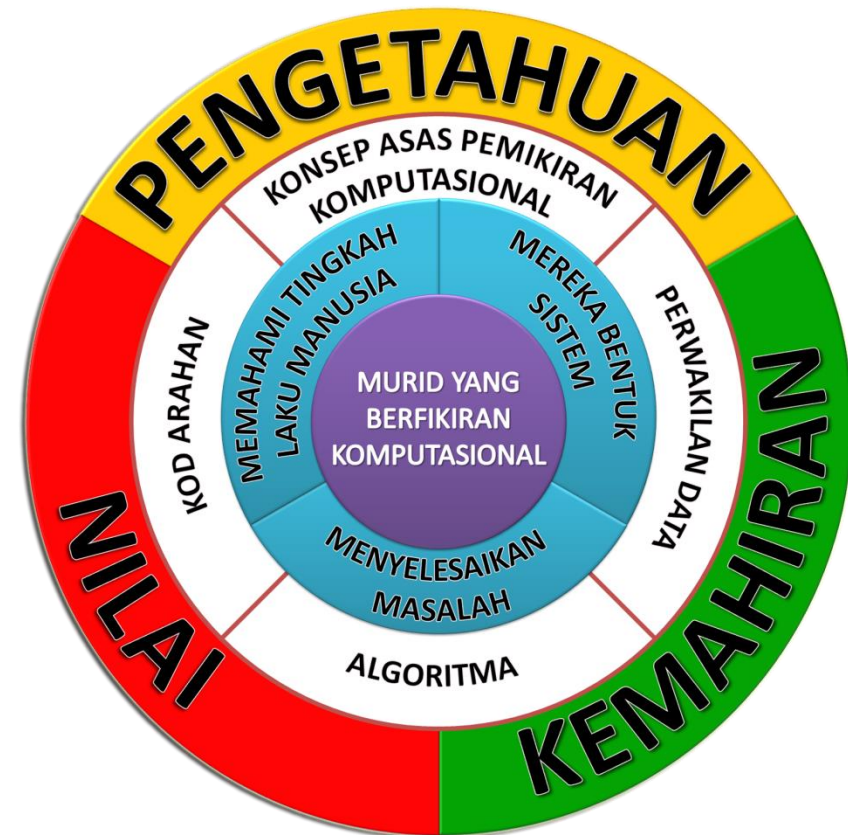 PENGETAHUAN
KONSEP ASAS PEMIKIRAN
KOMPUTASIONAL
MEMAHAMI TINGKAH
LAKU MANUSIA
MEREKA BENTUK
SISTEM
KOD ARAHAN
PERWAKILAN DATA
MURID YANG
BERFIKIRAN
KOMPUTASIONAL
MENYELESAIKAN
MASALAH
ALGORITMA
NILAI
KEMAHIRAN